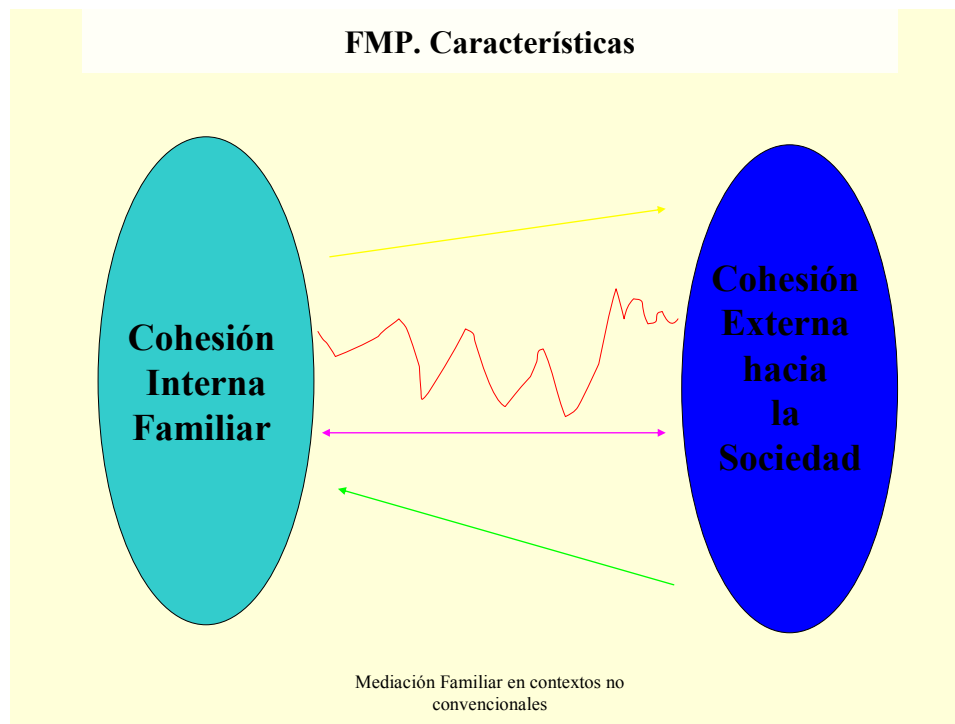 FMP. Características
Cohesión
Interna
Familiar
Cohesión
Externa
hacia
la
Sociedad
Mediación Familiar en contextos no
convencionales